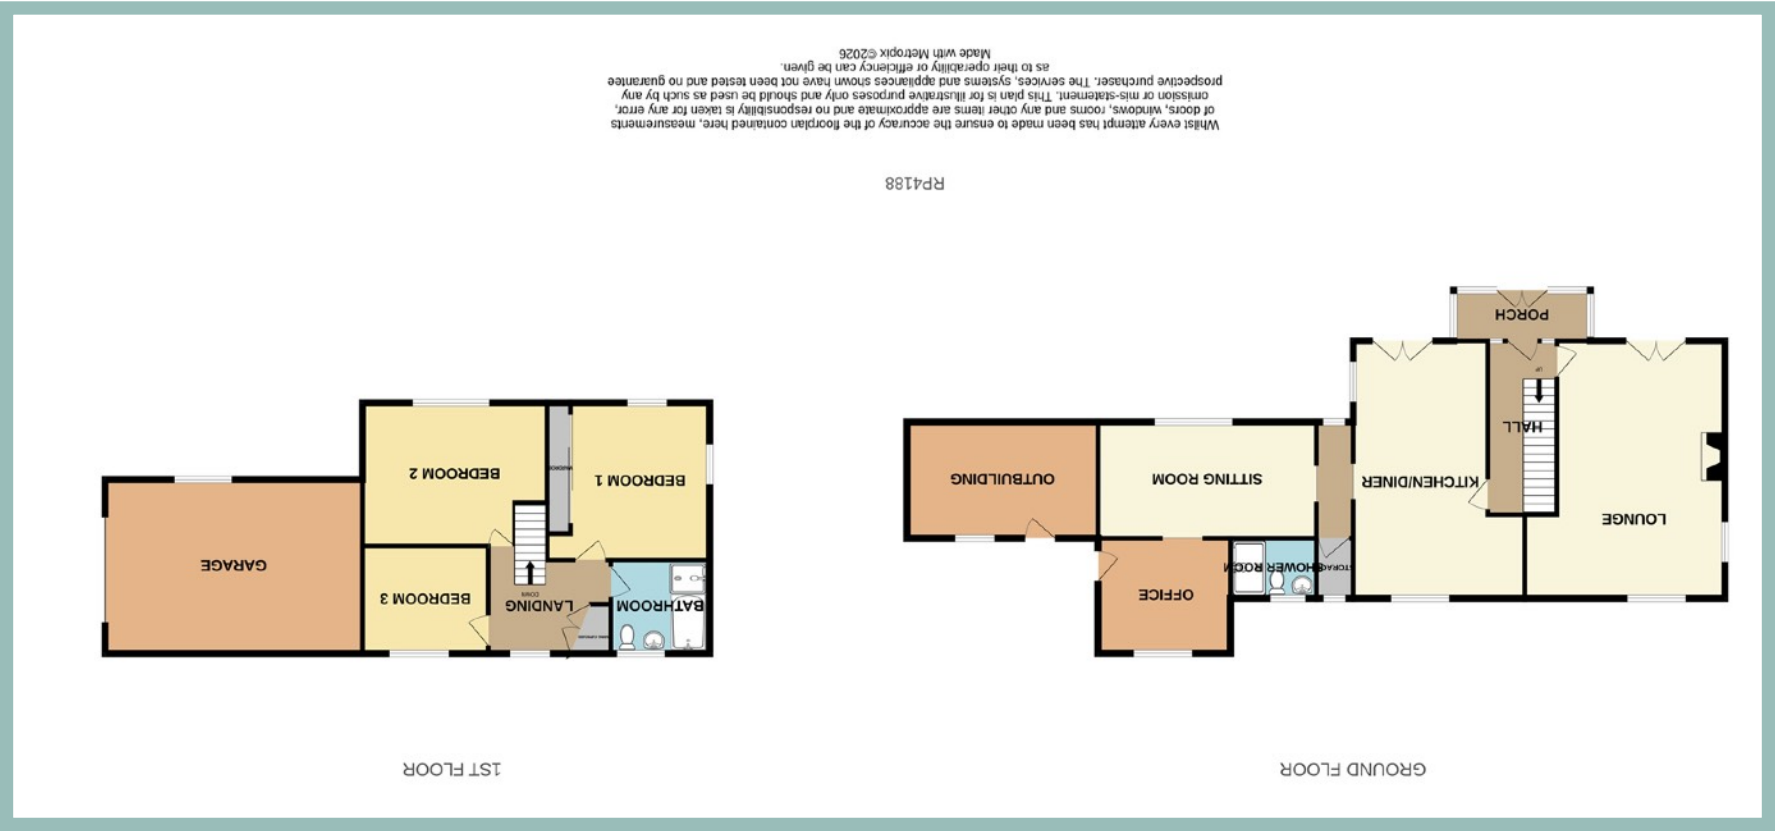 GROUND FLOOR
1ST FLOOR
OFFICE
SHOWER ROOM
STORAGE
LOUNGE
KITCHEN/DINER
SITTING ROOM
OUTBUILDING
HALL
UP
PORCH
BATHROOM
LANDING
DOWN
BEDROOM 3
GARAGE
BEDROOM 1
BEDROOM 2
RP4188
Whilst every attempt has been made to ensure the accuracy of the floorplan contained here, measurements
of doors, windows, rooms and any other items are approximate and no responsibility is taken for any error,
omission or mis-statement. This plan is for illustrative purposes only and should be used as such by any
prospective purchaser. The services, systems and appliances shown have not been tested and no guarantee
as to their operability or efficiency can be given.
Made with Metropix ©2026